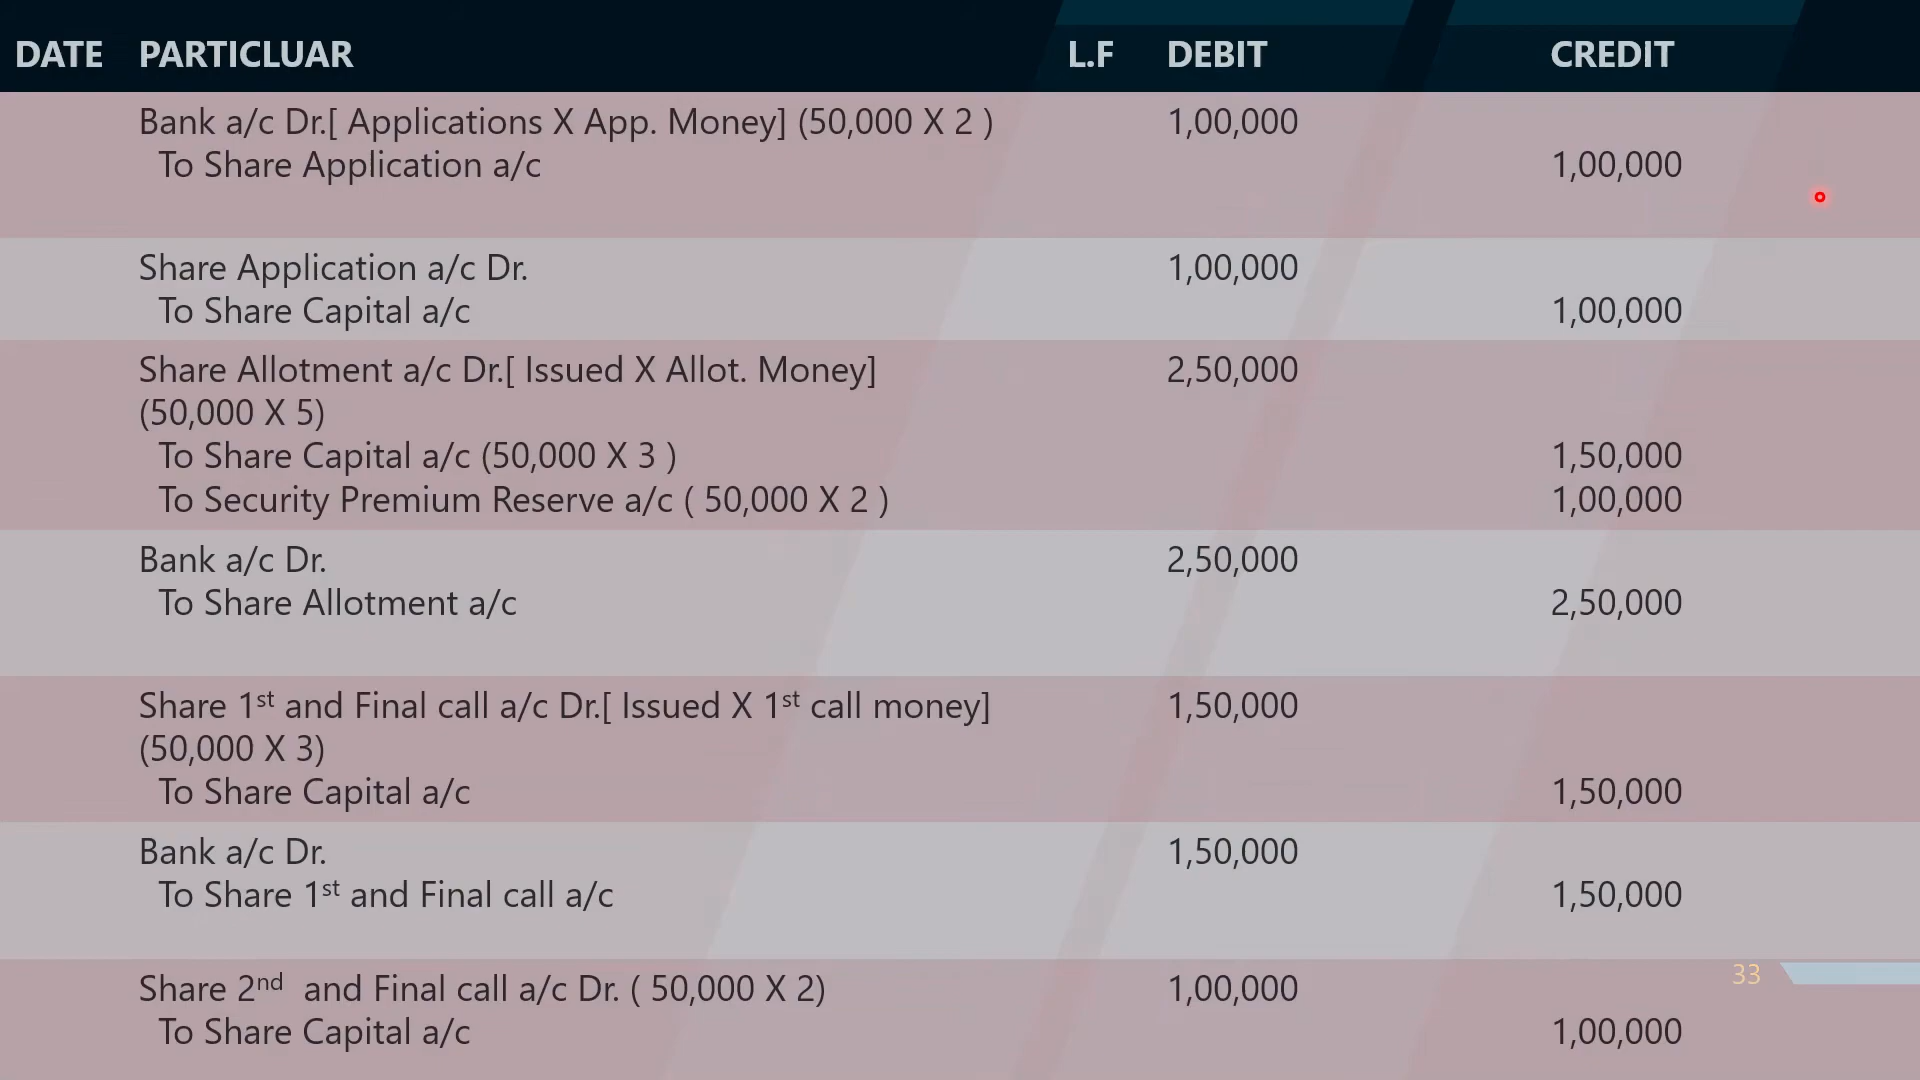 DATE PARTICLUAR L.F DEBIT CREDIT
Bank a/c Dr.[ Applications X App. Money] (50,000 X 2 ) 1,00,000
To Share Application a/c 1,00,000
Share Application a/c Dr. 1,00,000
To Share Capital a/c 1,00,000
Share Allotment a/c Dr.[ Issued X Allot. Money] 2,50,000
(50,000 X 5)
To Share Capital a/c (50,000 X 3 ) 1,50,000
To Security Premium Reserve a/c ( 50,000 X 2 ) 1,00,000
Bank a/c Dr. 2,50,000
To Share Allotment a/c 2,50,000
Share 1st and Final call a/c Dr.[ Issued X 1st call money] 1,50,000
(50,000 X 3)
To Share Capital a/c 1,50,000
Bank a/c Dr. 1,50,000
To Share 1st and Final call a/c 1,50,000
33
Share 2nd and Final call a/c Dr. ( 50,000 X 2) 1,00,000
To Share Capital a/c 1,00,000